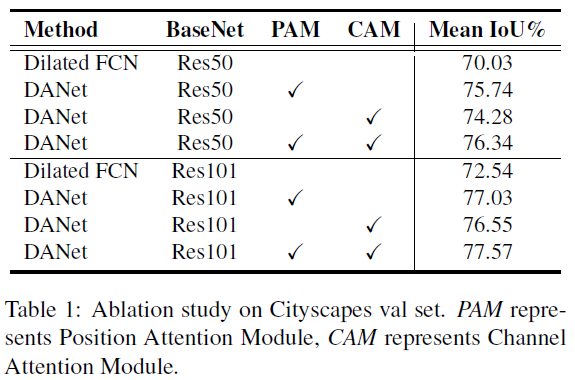 Method BaseNet PAM CAM Mean IoU%
Dilated FCN Res50 70.03
DANet Res50 ✓ 75.74
DANet Res50 ✓ 74.28
DANet Res50 ✓ ✓ 76.34
Dilated FCN Res101 72.54
DANet Res101 ✓ 77.03
DANet Res101 ✓ 76.55
DANet Res101 ✓ ✓ 77.57
Table 1: Ablation study on Cityscapes val set. PAM repre-
sents Position Attention Module, CAM represents Channel
Attention Module.